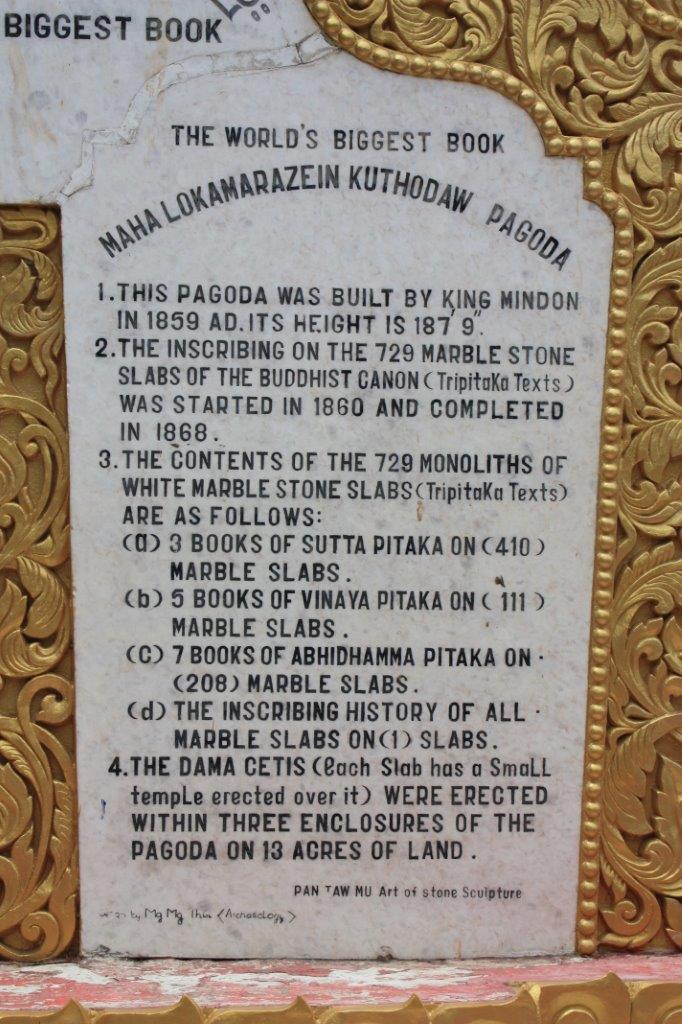 BIGGEST BOOK
THE WORLD'S BIGGEST BOOK
MAHA LOKAMARAZEIN KUTHODAW PAGODA
1. THIS PAGODA WAS BUILT BY KING MINDON
IN 1859 AD. ITS HEIGHT IS 187' 9".
2. THE INSCRIBING ON THE 729 MARBLE STONE
SLABS OF THE BUDDHIST CANON (TripitaKa Texts)
WAS STARTED IN 1860 AND COMPLETED
IN 1868.
3. THE CONTENTS OF THE 729 MONOLITHS OF
WHITE MARBLE STONE SLABS (TripitaKa Texts)
ARE AS FOLLOWS:
(a) 3 BOOKS OF SUTTA PITAKA ON (410)
MARBLE SLABS.
(b) 5 BOOKS OF VINAYA PITAKA ON (111)
MARBLE SLABS.
(C) 7 BOOKS OF ABHIDHAMMA PITAKA ON.
(208) MARBLE SLABS.
(d) THE INSCRIBING HISTORY OF ALL.
MARBLE SLABS ON (1) SLABS.
4. THE DAMA CETIS (Each Slab has a SmaLL
tempLe erected over it) WERE ERECTED
WITHIN THREE ENCLOSURES OF THE
PAGODA ON 13 ACRES OF LAND.
PAN TAW MU Art of stone Sculpture
by Mg Mg (Archaeology)